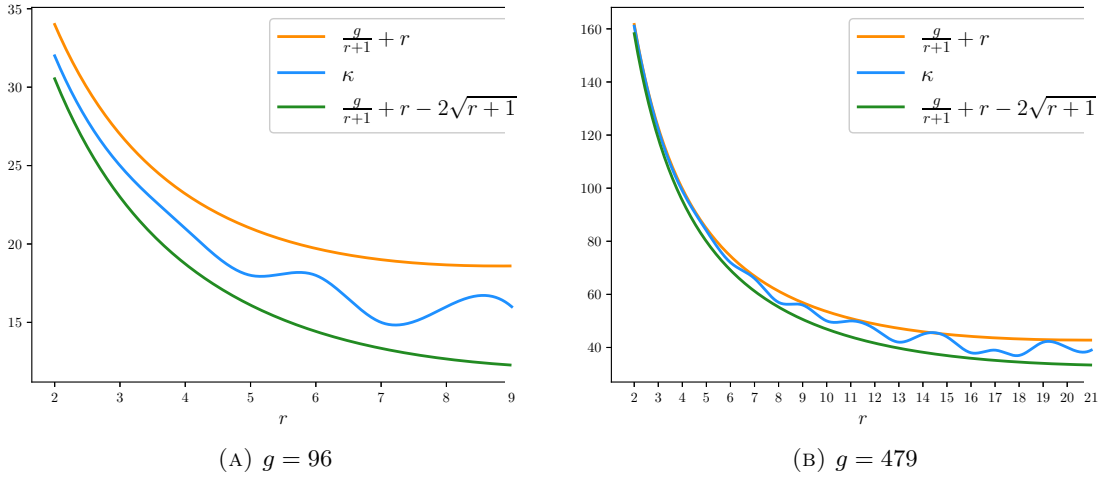 35
30
25
20
15
2 3 4 5 6 7 8 9
r
g/(r+1) + r
κ
g/(r+1) + r − 2√(r+1)
(A) g = 96
160
140
120
100
80
60
40
2 3 4 5 6 7 8 9 10 11 12 13 14 15 16 17 18 19 20 21
r
g/(r+1) + r
κ
g/(r+1) + r − 2√(r+1)
(B) g = 479